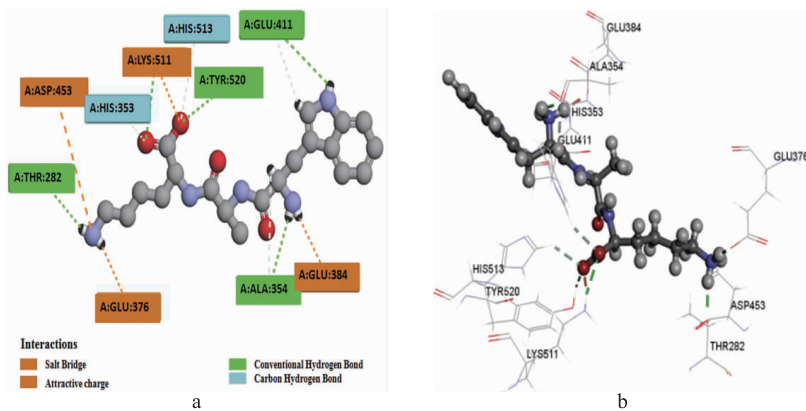 A:HIS:513
A:GLU:411
A:LYS:511
A:ASP:453
A:TYR:520
A:HIS:353
A:THR:282
A:ALA:354
A:GLU:384
A:GLU:376
Interactions
Salt Bridge
Attractive charge
Conventional Hydrogen Bond
Carbon Hydrogen Bond
a
GLU384
ALA354
HIS353
GLU411
GLU376
HIS513
TYR520
ASP453
LYS511
THR282
b